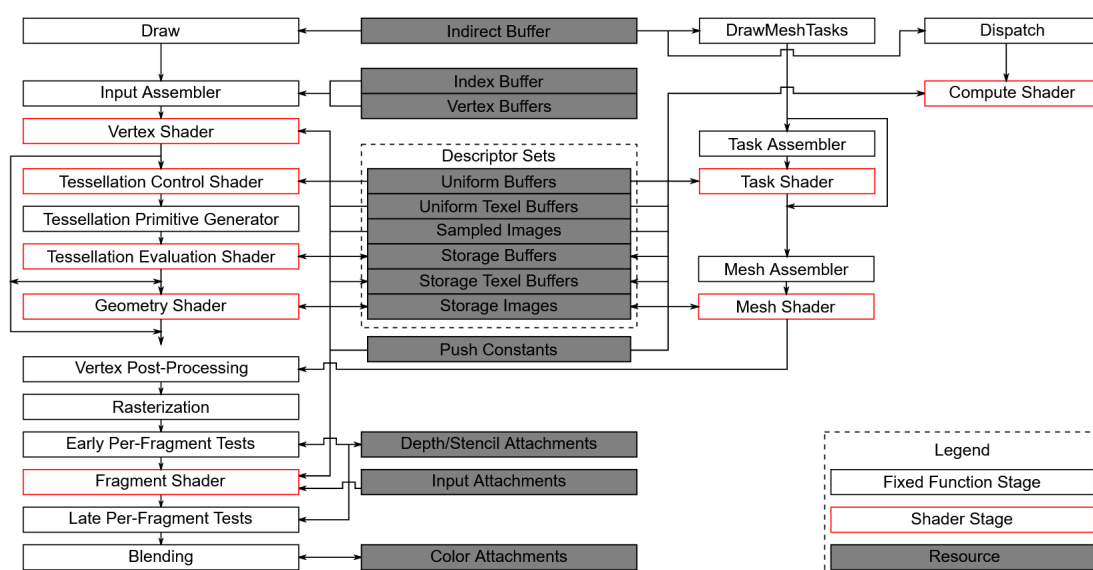 Draw
Indirect Buffer
DrawMeshTasks
Dispatch
Input Assembler
Index Buffer
Vertex Buffers
Compute Shader
Vertex Shader
Descriptor Sets
Task Assembler
Tessellation Control Shader
Uniform Buffers
Task Shader
Tessellation Primitive Generator
Uniform Texel Buffers
Sampled Images
Tessellation Evaluation Shader
Storage Buffers
Mesh Assembler
Storage Texel Buffers
Geometry Shader
Storage Images
Mesh Shader
Push Constants
Vertex Post-Processing
Rasterization
Early Per-Fragment Tests
Depth/Stencil Attachments
Fragment Shader
Input Attachments
Late Per-Fragment Tests
Blending
Color Attachments
Legend
Fixed Function Stage
Shader Stage
Resource